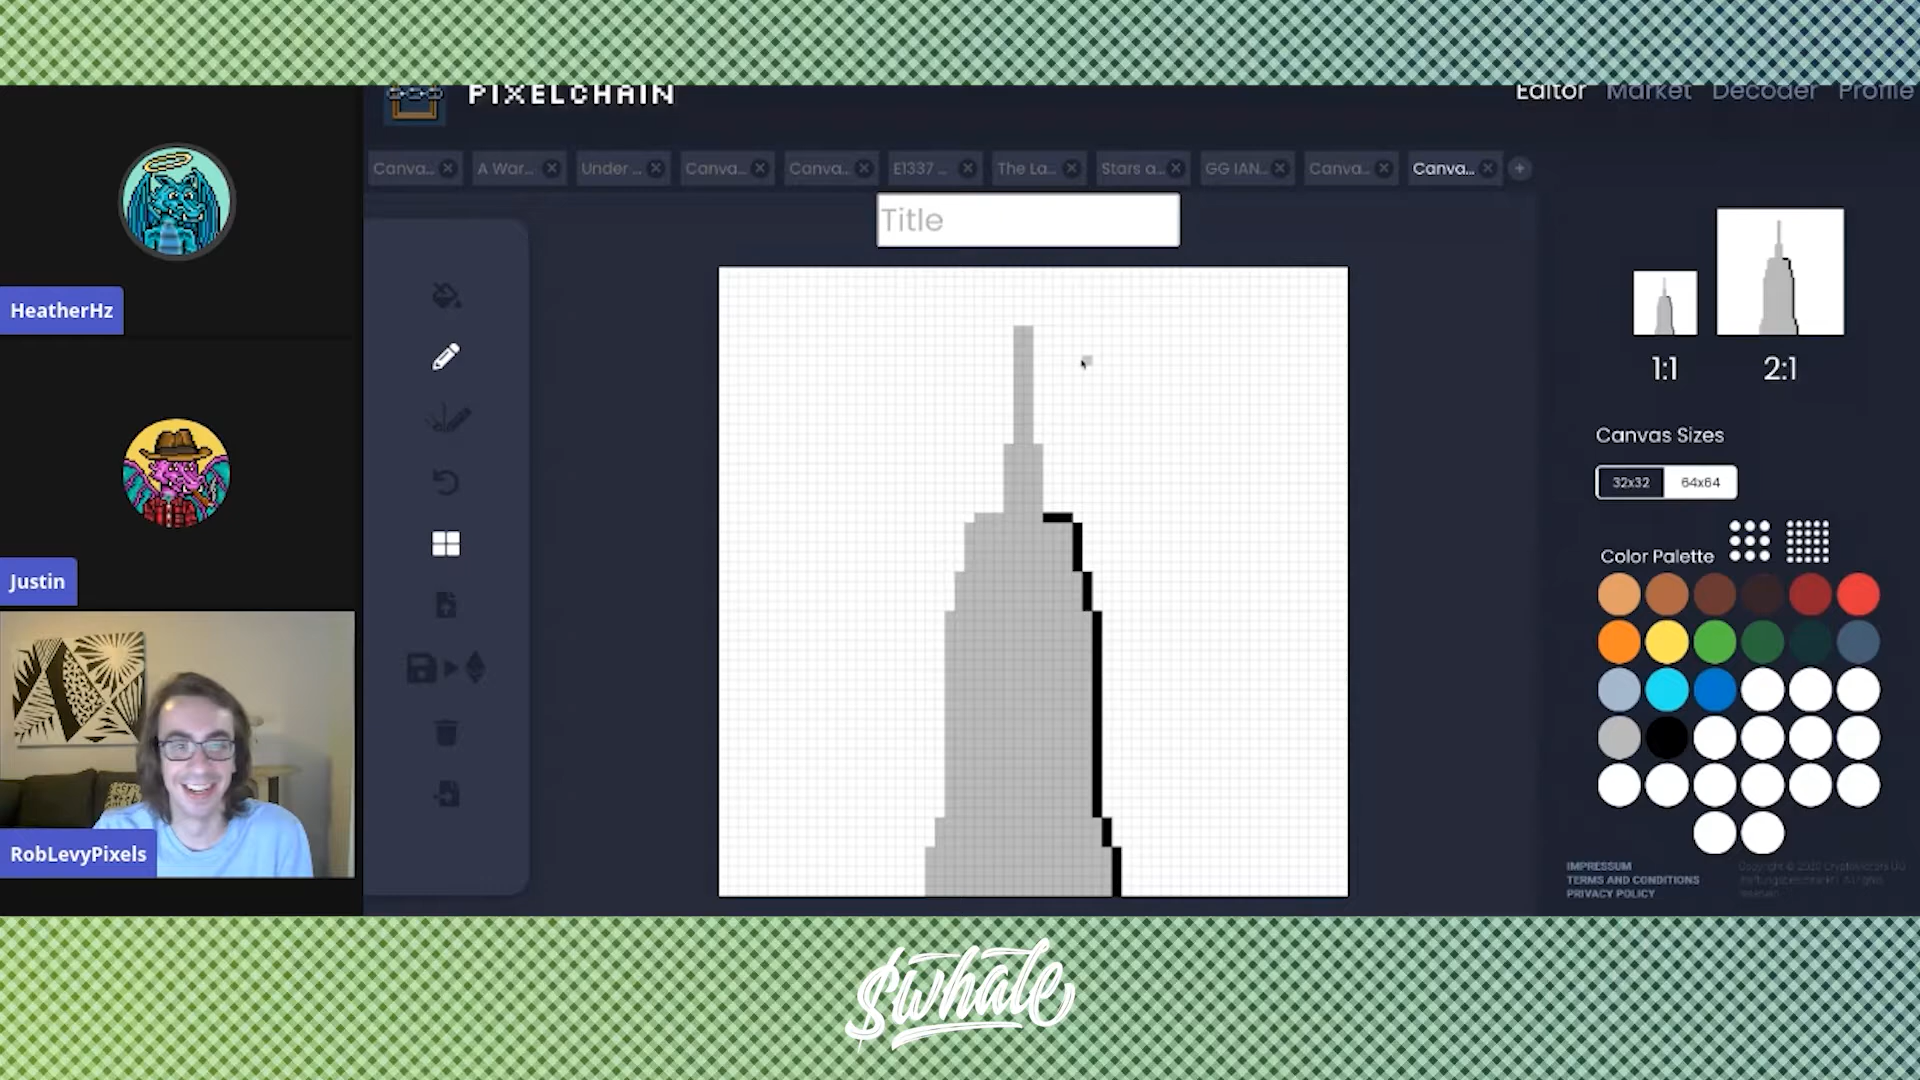 PIXELCHAIN
Editor Market Decoder Profile
Canva... A War... Under ... Canva... Canva... E1337 ... The La... Stars a... GG IAN... Canva... Canva...
Title
HeatherHz
Justin
RobLevyPixels
1:1 2:1
Canvas Sizes
32x32 64x64
Color Palette
IMPRESSUM
TERMS AND CONDITIONS
PRIVACY POLICY
$whale